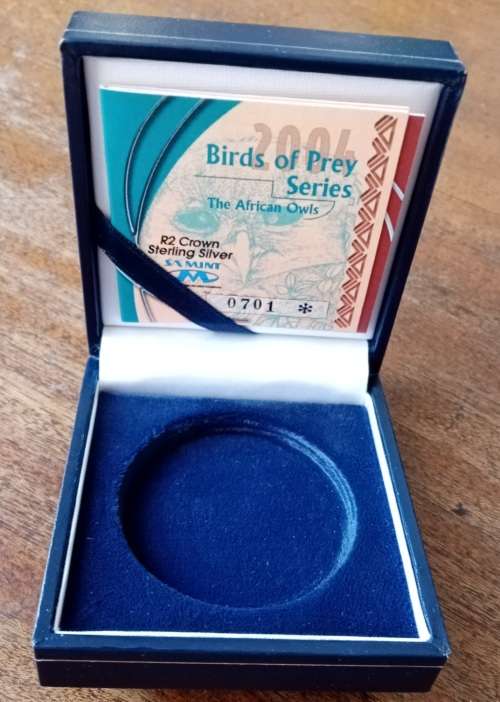 2004
Birds of Prey
Series
The African Owls
R2 Crown
Sterling Silver
SA MINT
0701 *